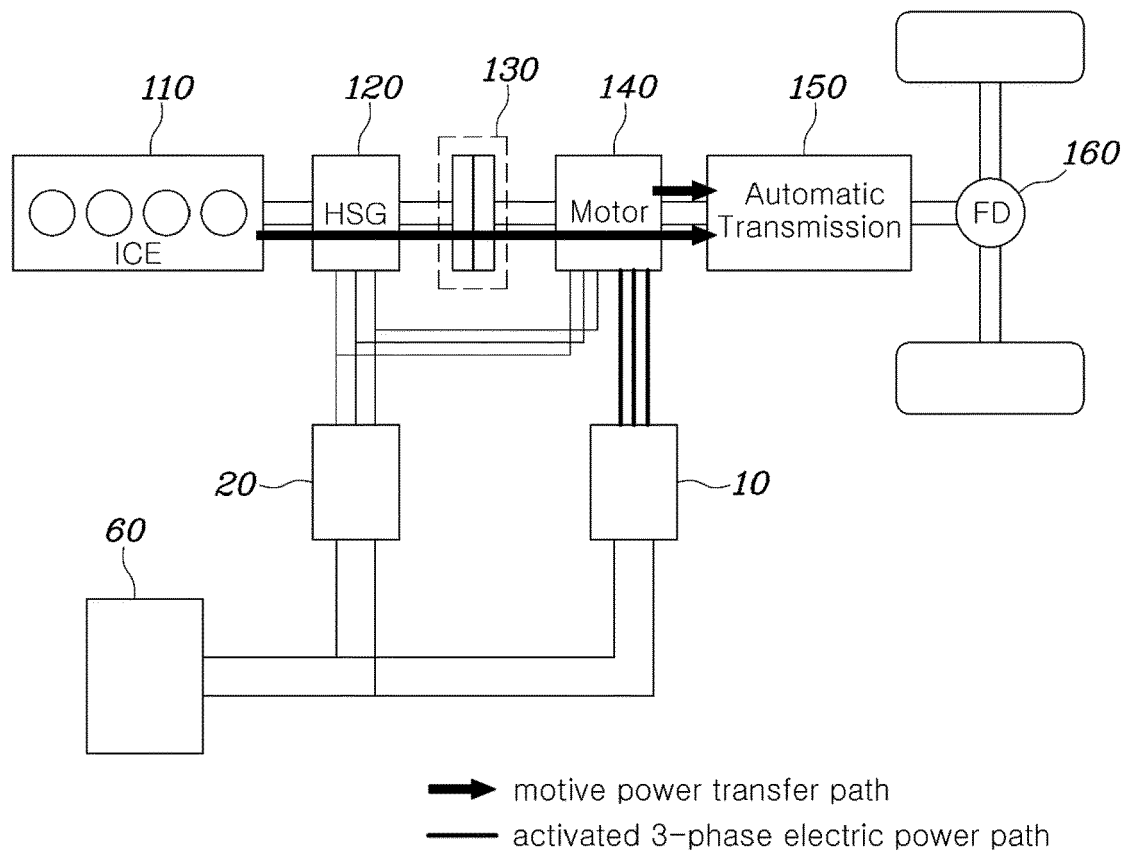 110
120
130
140
150
160
ICE
HSG
Motor
Automatic
Transmission
FD
20
10
60
motive power transfer path
activated 3-phase electric power path